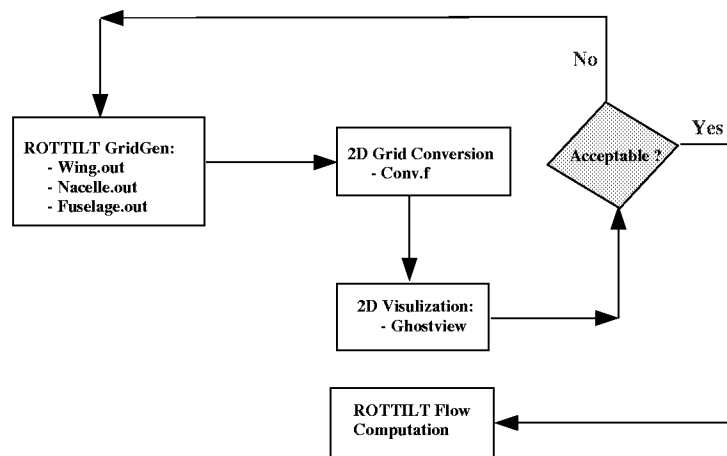 No
Yes
ROTTILT GridGen:
- Wing.out
- Nacelle.out
- Fuselage.out
2D Grid Conversion
- Conv.f
Acceptable ?
2D Visulization:
- Ghostview
ROTTILT Flow
Computation